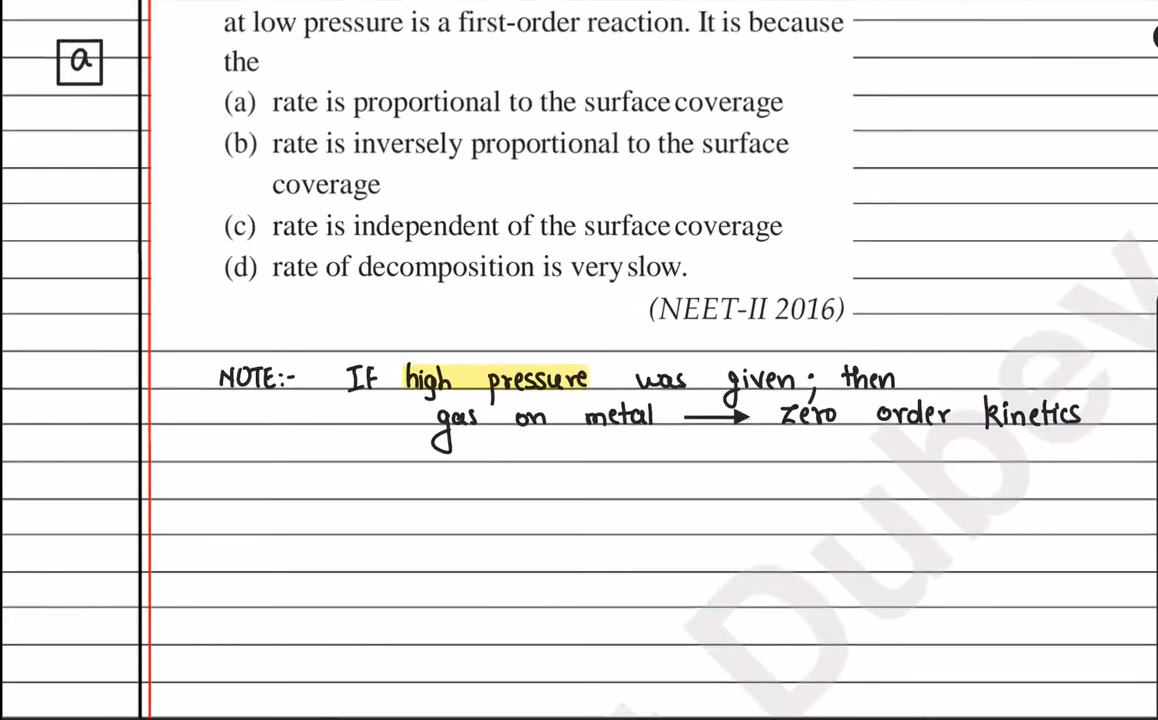 at low pressure is a first-order reaction. It is because
the
a
(a) rate is proportional to the surface coverage
(b) rate is inversely proportional to the surface
coverage
(c) rate is independent of the surface coverage
(d) rate of decomposition is very slow.
(NEET-II 2016)
NOTE:- IF high pressure was given; then
gas on metal → zero order kinetics
Dubey